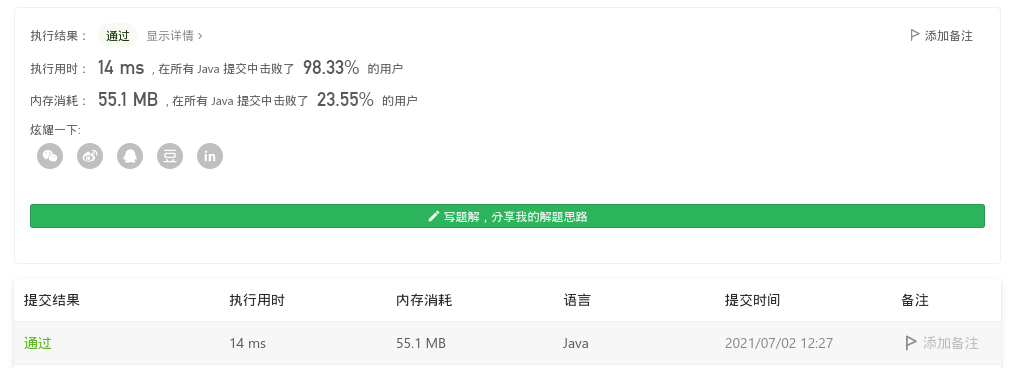 执行结果： 通过 显示详情 › 添加备注
执行用时： 14 ms , 在所有 Java 提交中击败了 98.33% 的用户
内存消耗： 55.1 MB , 在所有 Java 提交中击败了 23.55% 的用户
炫耀一下:
豆 in
写题解，分享我的解题思路
提交结果 执行用时 内存消耗 语言 提交时间 备注
通过 14 ms 55.1 MB Java 2021/07/02 12:27 添加备注